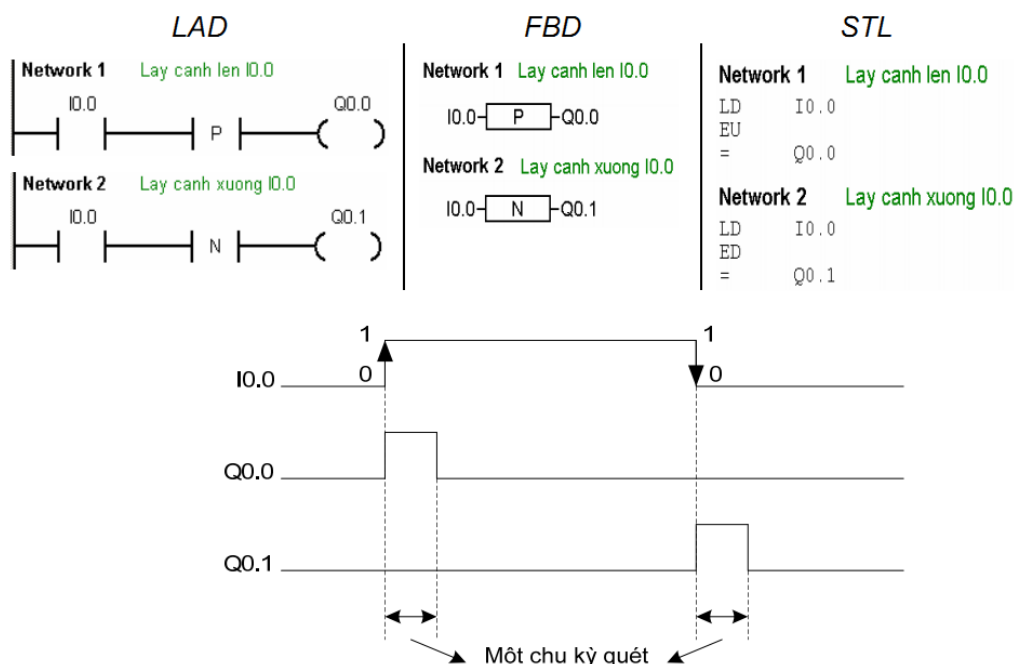 LAD
Network 1 Lay canh len I0.0
I0.0 Q0.0
P
Network 2 Lay canh xuong I0.0
I0.0 Q0.1
N
FBD
Network 1 Lay canh len I0.0
I0.0 P Q0.0
Network 2 Lay canh xuong I0.0
I0.0 N Q0.1
STL
Network 1 Lay canh len I0.0
LD I0.0
EU
= Q0.0
Network 2 Lay canh xuong I0.0
LD I0.0
ED
= Q0.1
1 1
I0.0 0 0
Q0.0
Q0.1
Một chu kỳ quét